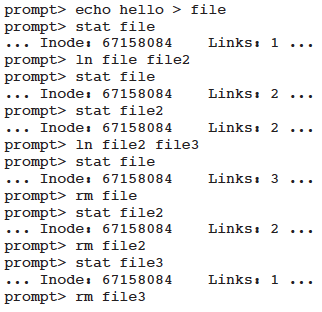 prompt> echo hello > file
prompt> stat file
... Inode: 67158084 Links: 1 ...
prompt> ln file file2
prompt> stat file
... Inode: 67158084 Links: 2 ...
prompt> stat file2
... Inode: 67158084 Links: 2 ...
prompt> ln file2 file3
prompt> stat file
... Inode: 67158084 Links: 3 ...
prompt> rm file
prompt> stat file2
... Inode: 67158084 Links: 2 ...
prompt> rm file2
prompt> stat file3
... Inode: 67158084 Links: 1 ...
prompt> rm file3